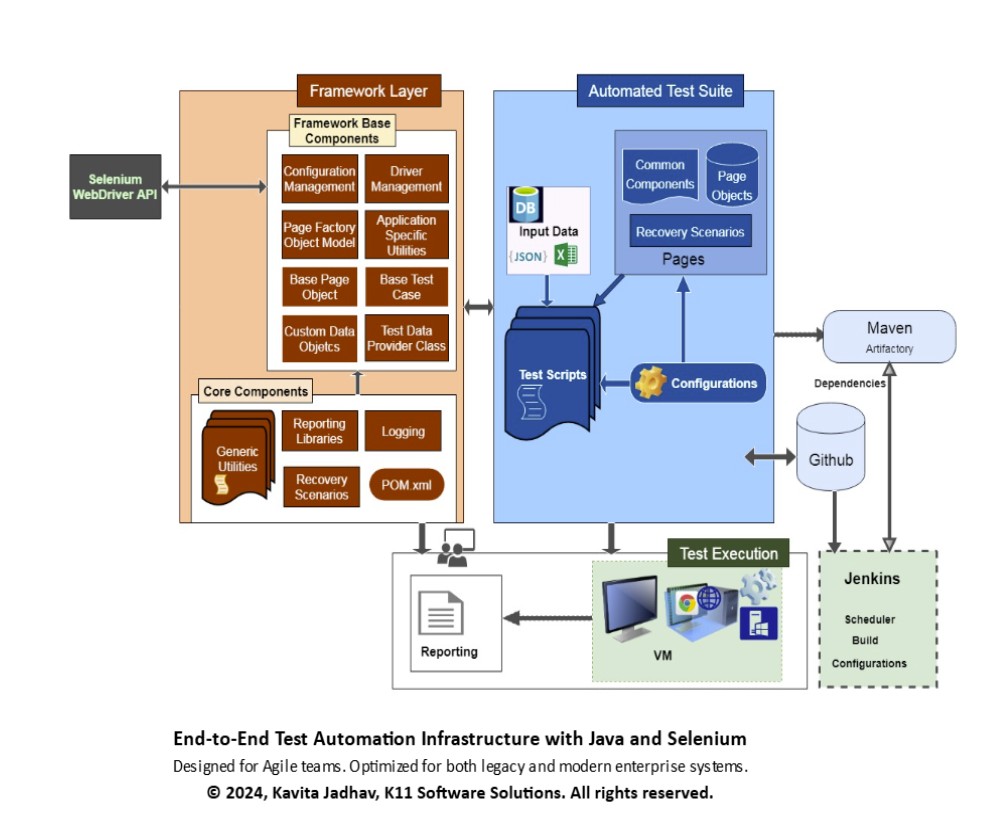 Framework Layer
Automated Test Suite
Framework Base
Components
Selenium
WebDriver API
Configuration
Management
Driver
Management
Page Factory
Object Model
Application
Specific
Utilities
Base Page
Object
Base Test
Case
Custom Data
Objetcs
Test Data
Provider Class
Core Components
Generic
Utilities
Reporting
Libraries
Logging
Recovery
Scenarios
POM.xml
DB
Input Data
{JSON}
X
Common
Components
Page
Objects
Recovery Scenarios
Pages
Test Scripts
Configurations
Maven
Artifactory
Dependencies
Github
Test Execution
Reporting
VM
Jenkins
Scheduler
Build
Configurations
End-to-End Test Automation Infrastructure with Java and Selenium
Designed for Agile teams. Optimized for both legacy and modern enterprise systems.
© 2024, Kavita Jadhav, K11 Software Solutions. All rights reserved.